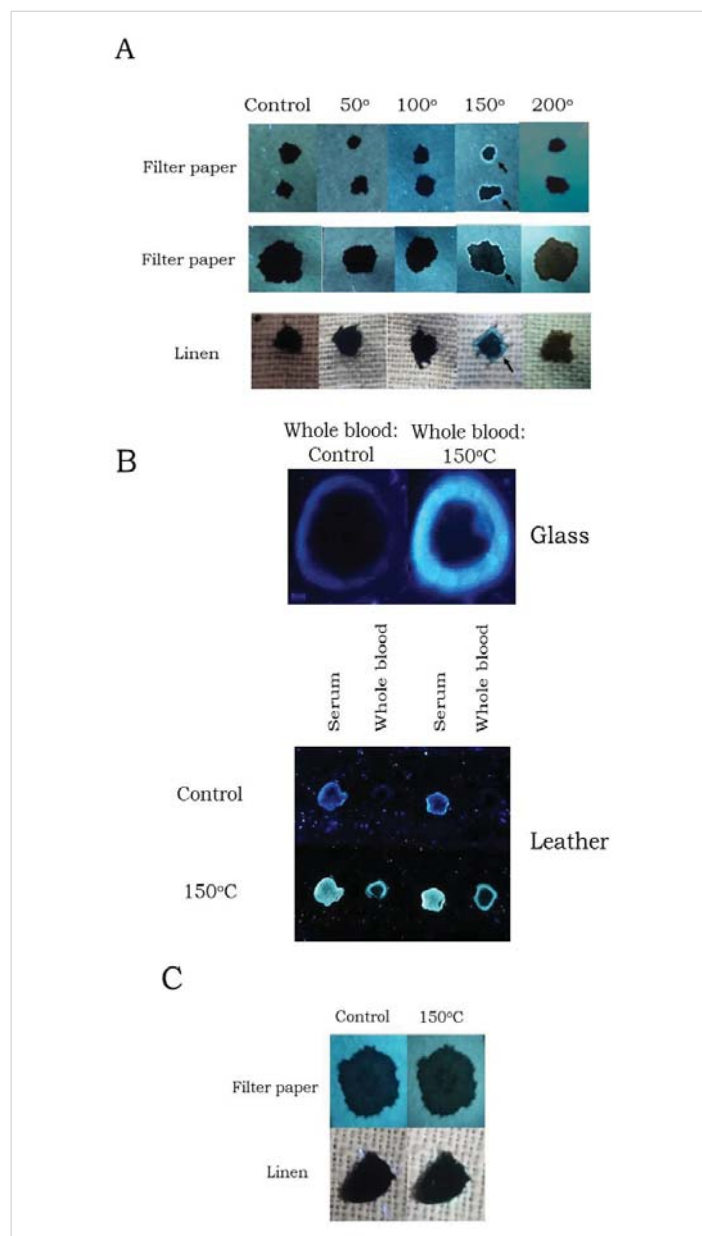 A
Control 50° 100° 150° 200°
Filter paper
Filter paper
Linen
B
Whole blood: Whole blood:
Control 150°C
Glass
Serum
Whole blood
Serum
Whole blood
Control
Leather
150°C
C
Control 150°C
Filter paper
Linen